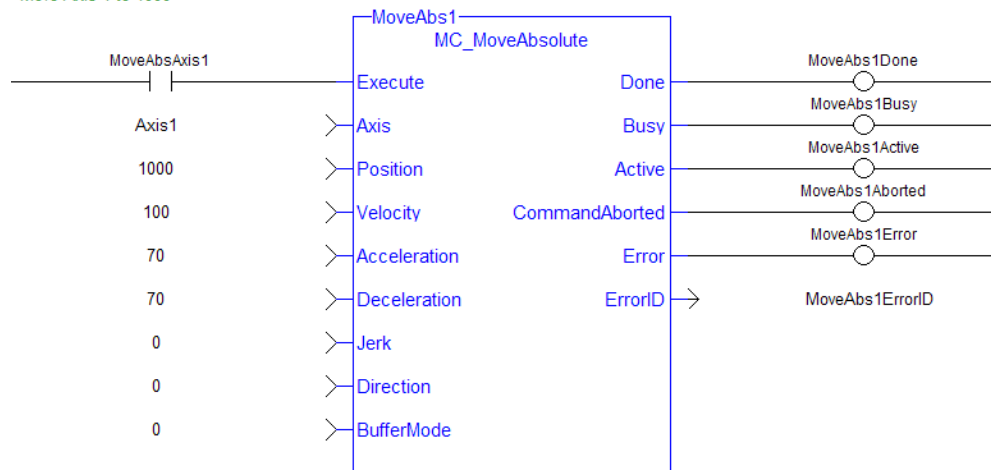 MoveAbs1
MC_MoveAbsolute
MoveAbsAxis1
Execute
Done
MoveAbs1Done
Axis1
Axis
Busy
MoveAbs1Busy
1000
Position
Active
MoveAbs1Active
100
Velocity
CommandAborted
MoveAbs1Aborted
70
Acceleration
Error
MoveAbs1Error
70
Deceleration
ErrorID
MoveAbs1ErrorID
0
Jerk
0
Direction
0
BufferMode